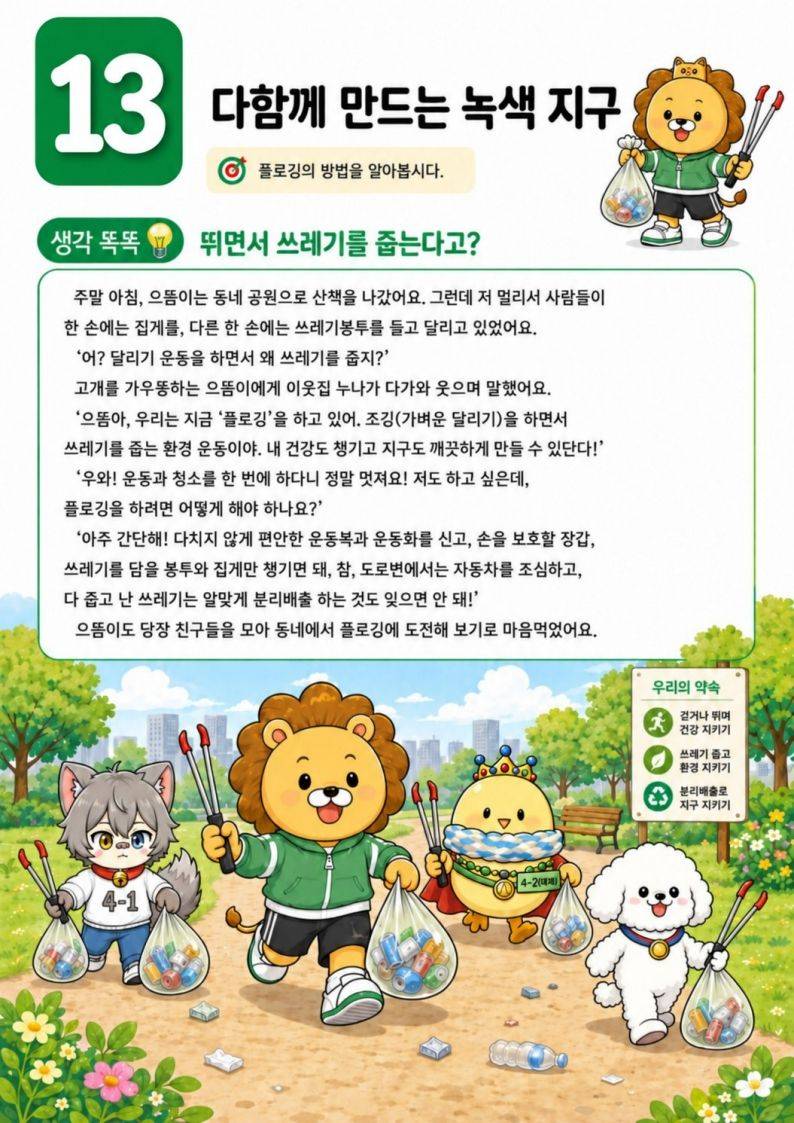 13
다함께 만드는 녹색 지구
플로깅의 방법을 알아봅시다.
생각 똑똑
뛰면서 쓰레기를 줍는다고?
주말 아침, 으뜸이는 동네 공원으로 산책을 나갔어요. 그런데 저 멀리서 사람들이
한 손에는 집게를, 다른 한 손에는 쓰레기봉투를 들고 달리고 있었어요.
‘어? 달리기 운동을 하면서 왜 쓰레기를 줍지?’
고개를 가우뚱하는 으뜸이에게 이웃집 누나가 다가와 웃으며 말했어요.
‘으뜸아, 우리는 지금 ‘플로깅’을 하고 있어. 조깅(가벼운 달리기)을 하면서
쓰레기를 줍는 환경 운동이야. 내 건강도 챙기고 지구도 깨끗하게 만들 수 있단다!’
‘우와! 운동과 청소를 한 번에 하다니 정말 멋져요! 저도 하고 싶은데,
플로깅을 하려면 어떻게 해야 하나요?’
‘아주 간단해! 다치지 않게 편안한 운동복과 운동화를 신고, 손을 보호할 장갑,
쓰레기를 담을 봉투와 집게만 챙기면 돼, 참, 도로변에서는 자동차를 조심하고,
다 줍고 난 쓰레기는 알맞게 분리배출 하는 것도 잊으면 안 돼!’
으뜸이도 당장 친구들을 모아 동네에서 플로깅에 도전해 보기로 마음먹었어요.
우리의 약속
걷거나 뛰며
건강 지키기
쓰레기 줍고
환경 지키기
분리배출로
지구 지키기
4-1
4-2(대제)